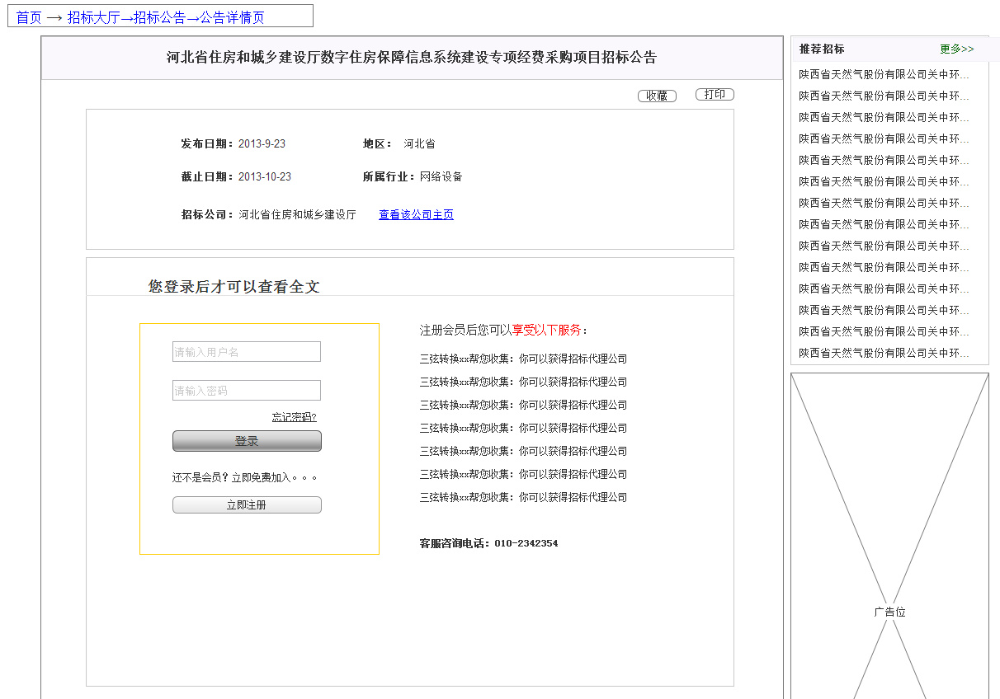 首页 → 招标大厅→招标公告→公告详情页
河北省住房和城乡建设厅数字住房保障信息系统建设专项经费采购项目招标公告
收藏 打印
发布日期：2013-9-23 地区： 河北省
截止日期：2013-10-23 所属行业：网络设备
招标公司：河北省住房和城乡建设厅 查看该公司主页
您登录后才可以查看全文
请输入用户名
请输入密码
忘记密码?
登录
还不是会员？立即免费加入。。。
立即注册
注册会员后您可以享受以下服务：
三弦转换xx帮您收集：你可以获得招标代理公司
三弦转换xx帮您收集：你可以获得招标代理公司
三弦转换xx帮您收集：你可以获得招标代理公司
三弦转换xx帮您收集：你可以获得招标代理公司
三弦转换xx帮您收集：你可以获得招标代理公司
三弦转换xx帮您收集：你可以获得招标代理公司
三弦转换xx帮您收集：你可以获得招标代理公司
客服咨询电话：010-2342354
推荐招标 更多>>
陕西省天然气股份有限公司关中环...
陕西省天然气股份有限公司关中环...
陕西省天然气股份有限公司关中环...
陕西省天然气股份有限公司关中环...
陕西省天然气股份有限公司关中环...
陕西省天然气股份有限公司关中环...
陕西省天然气股份有限公司关中环...
陕西省天然气股份有限公司关中环...
陕西省天然气股份有限公司关中环...
陕西省天然气股份有限公司关中环...
陕西省天然气股份有限公司关中环...
陕西省天然气股份有限公司关中环...
陕西省天然气股份有限公司关中环...
陕西省天然气股份有限公司关中环...
广告位